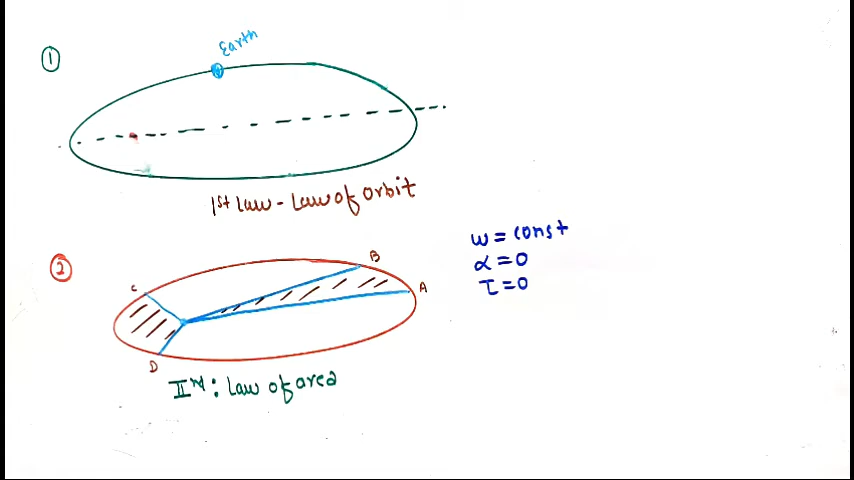 1
Earth
1st law - law of orbit
2
B
C
A
D
w = const
α = 0
τ = 0
IInd : law of area